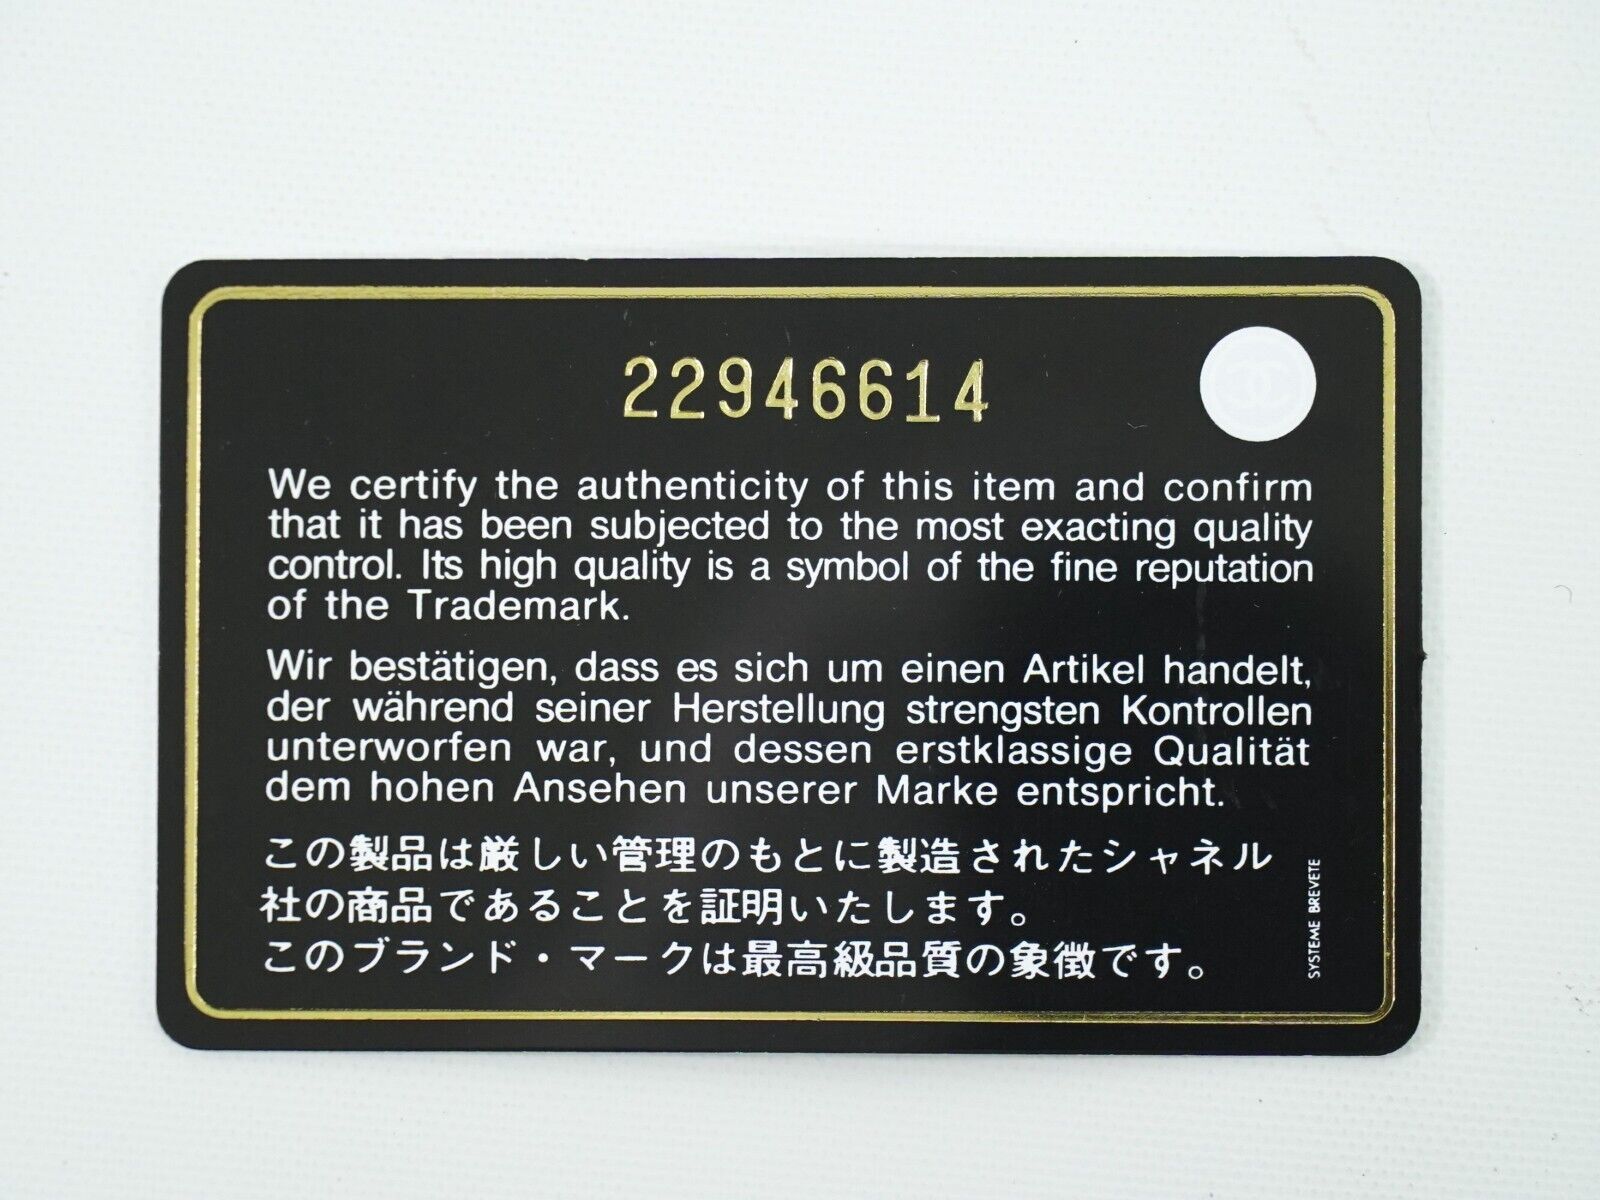 22946614
We certify the authenticity of this item and confirm
that it has been subjected to the most exacting quality
control. Its high quality is a symbol of the fine reputation
of the Trademark.
Wir bestätigen, dass es sich um einen Artikel handelt,
der während seiner Herstellung strengsten Kontrollen
unterworfen war, und dessen erstklassige Qualität
dem hohen Ansehen unserer Marke entspricht.
この製品は厳しい管理のもとに製造されたシャネル
社の商品であることを証明いたします。
このブランド・マークは最高級品質の象徴です。
SYSTEME BREVETE